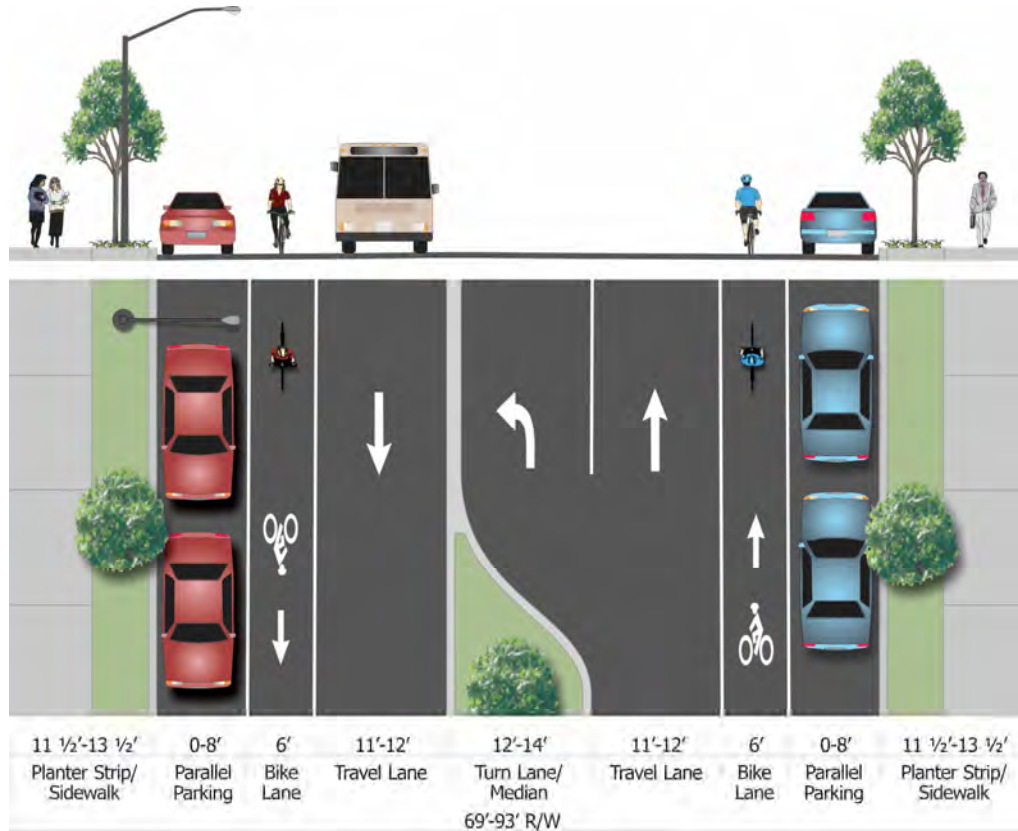 11 ½’-13 ½’ 0-8’ 6’ 11’-12’ 12’-14’ 11’-12’ 6’ 0-8’ 11 ½’-13 ½’
Planter Strip/ Parallel Bike Travel Lane Turn Lane/ Travel Lane Bike Parallel Planter Strip/
Sidewalk Parking Lane Median Lane Parking Sidewalk
69’-93’ R/W